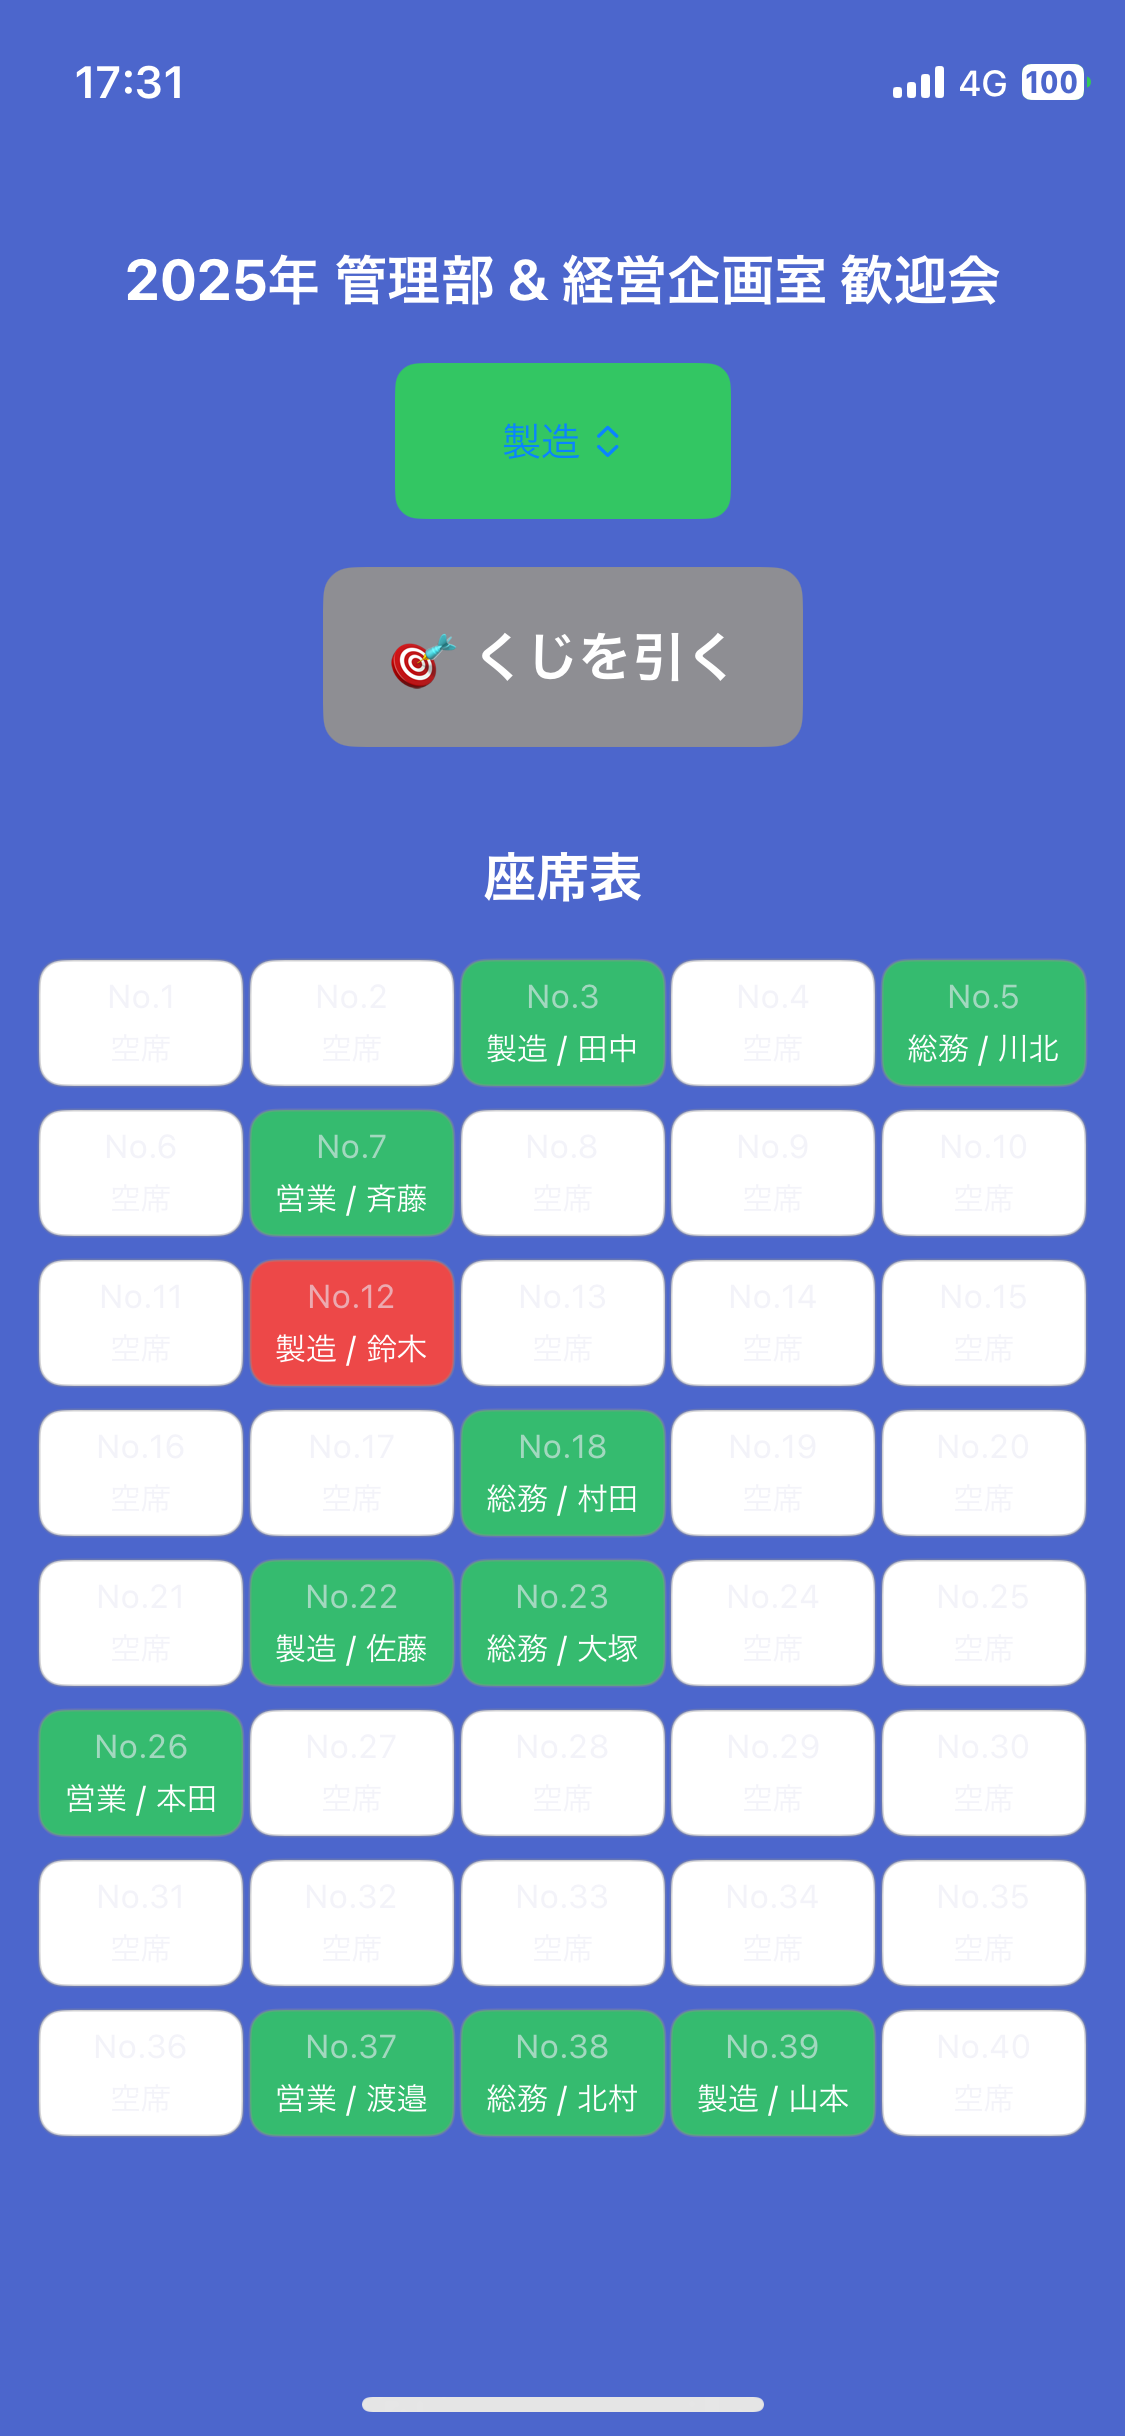 17:31 4G 100
2025年 管理部 & 経営企画室 歓迎会
製造
くじを引く
座席表
No.1 No.2 No.3 No.4 No.5
空席 空席 製造 / 田中 空席 総務 / 川北
No.6 No.7 No.8 No.9 No.10
空席 営業 / 斉藤 空席 空席 空席
No.11 No.12 No.13 No.14 No.15
空席 製造 / 鈴木 空席 空席 空席
No.16 No.17 No.18 No.19 No.20
空席 空席 総務 / 村田 空席 空席
No.21 No.22 No.23 No.24 No.25
空席 製造 / 佐藤 総務 / 大塚 空席 空席
No.26 No.27 No.28 No.29 No.30
営業 / 本田 空席 空席 空席 空席
No.31 No.32 No.33 No.34 No.35
空席 空席 空席 空席 空席
No.36 No.37 No.38 No.39 No.40
空席 営業 / 渡邉 総務 / 北村 製造 / 山本 空席